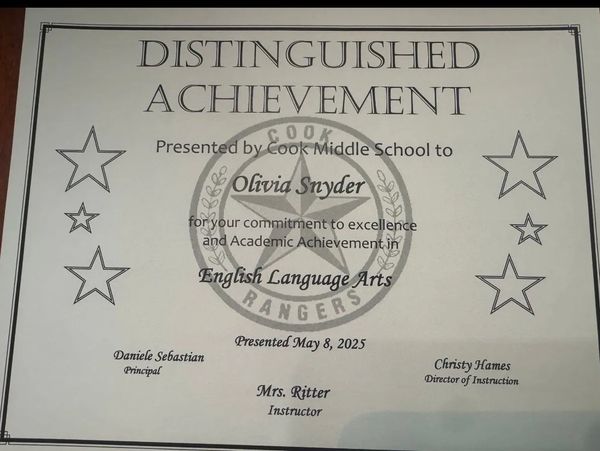 DISTINGUISHED
ACHIEVEMENT
COOK
Presented by Cook Middle School to
Olivia Snyder
for your commitment to excellence
and Academic Achievement in
English Language Arts
RANGERS
Presented May 8, 2025
Daniele Sebastian
Principal
Christy Hames
Director of Instruction
Mrs. Ritter
Instructor